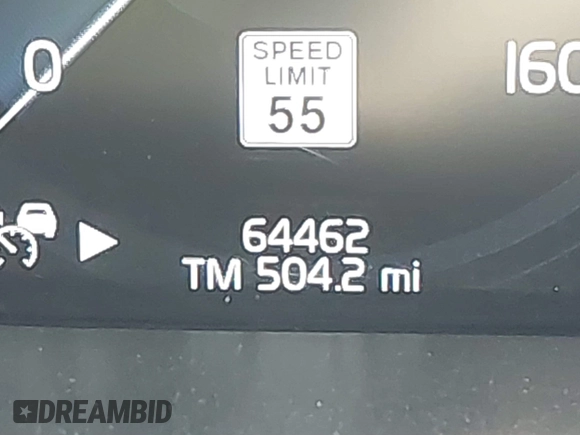 0
SPEED
LIMIT
55
160
64462
TM 504.2 mi
DREAMBID